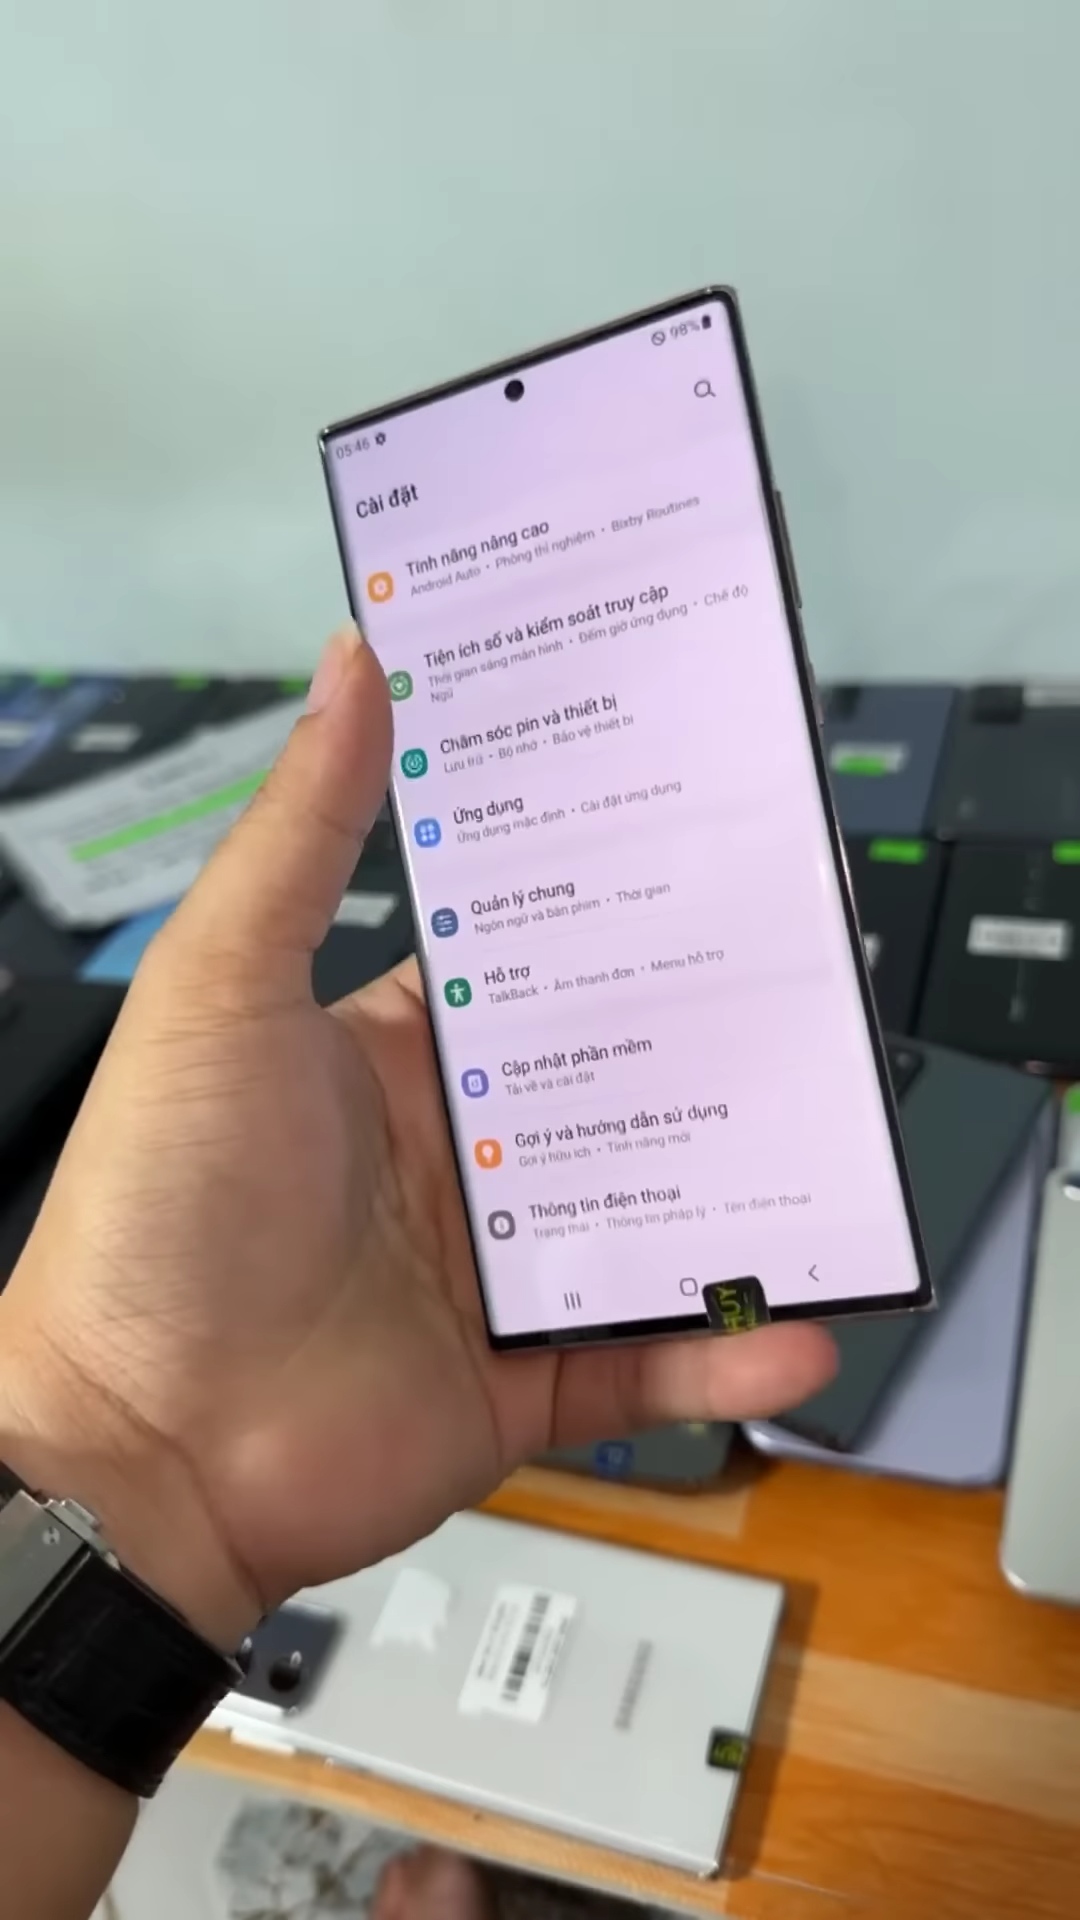 05:46
98%
Cài đặt
Tính năng nâng cao
Android Auto • Phòng thí nghiệm • Bixby Routines
Tiện ích số và kiểm soát truy cập
Thời gian sáng màn hình • Đếm giờ ứng dụng • Chế độ
Ngủ
Chăm sóc pin và thiết bị
Lưu trữ • Bộ nhớ • Bảo vệ thiết bị
Ứng dụng
Ứng dụng mặc định • Cài đặt ứng dụng
Quản lý chung
Ngôn ngữ và bàn phím • Thời gian
Hỗ trợ
TalkBack • Âm thanh đơn • Menu hỗ trợ
Cập nhật phần mềm
Tải về và cài đặt
Gợi ý và hướng dẫn sử dụng
Gợi ý hữu ích • Tính năng mới
Thông tin điện thoại
Trạng thái • Thông tin pháp lý • Tên điện thoại
HUY
SAMSUNG